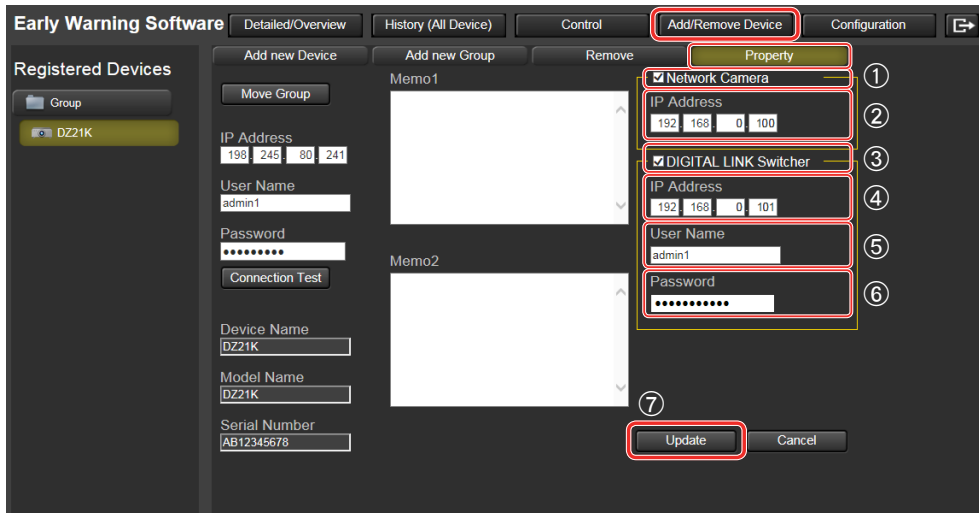 Early Warning Software
Detailed/Overview
History (All Device)
Control
Add/Remove Device
Configuration
Registered Devices
Group
DZ21K
Add new Device
Add new Group
Remove
Property
Move Group
IP Address
198. 245. 80. 241
User Name
admin1
Password
•••••••••
Connection Test
Device Name
DZ21K
Model Name
DZ21K
Serial Number
AB12345678
Memo1
Memo2
Network Camera
①
IP Address
192. 168. 0. 100
②
DIGITAL LINK Switcher
③
IP Address
192. 168. 0. 101
④
User Name
admin1
⑤
Password
•••••••••••
⑥
⑦
Update
Cancel